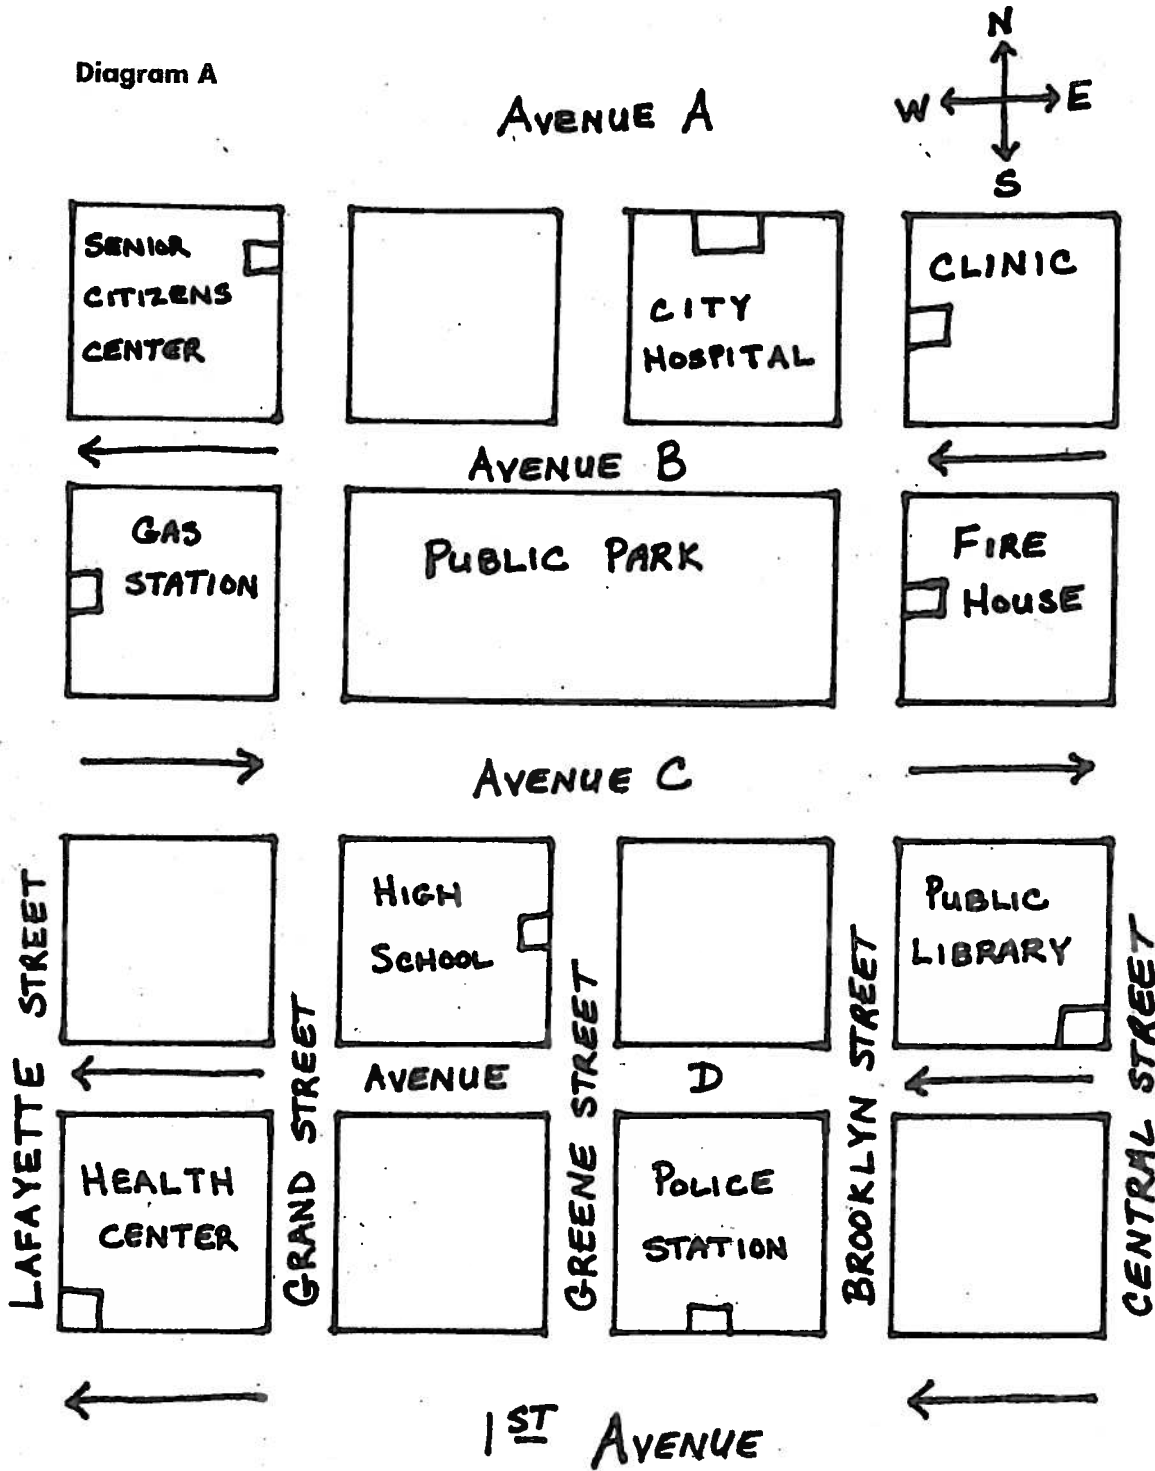 N
Diagram A
W E
AVENUE A
S
SENIOR
CITIZENS
CENTER
CITY
HOSPITAL
CLINIC
AVENUE B
GAS
STATION
PUBLIC PARK
FIRE
HOUSE
AVENUE C
HIGH
SCHOOL
PUBLIC
LIBRARY
AVENUE D
HEALTH
CENTER
POLICE
STATION
LAFAYETTE STREET
GRAND STREET
GREENE STREET
BROOKLYN STREET
CENTRAL STREET
1ST AVENUE